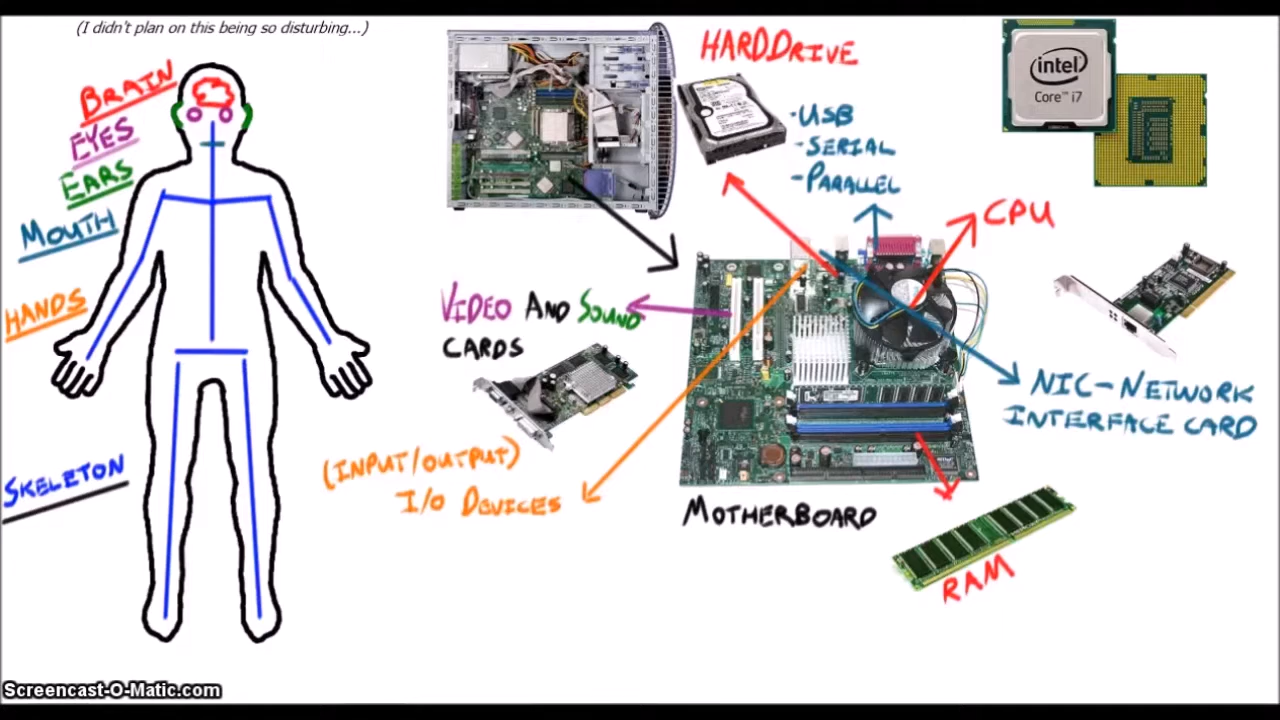 (I didn't plan on this being so disturbing...)
BRAIN
EYES
EARS
MOUTH
HANDS
SKELETON
HARDDRIVE
·USB
·SERIAL
·PARALLEL
CPU
intel
Core™ i7
VIDEO AND SOUND
CARDS
(INPUT/OUTPUT)
I/O DEVICES
NIC-NETWORK
INTERFACE CARD
MOTHERBOARD
RAM
Screencast-O-Matic.com